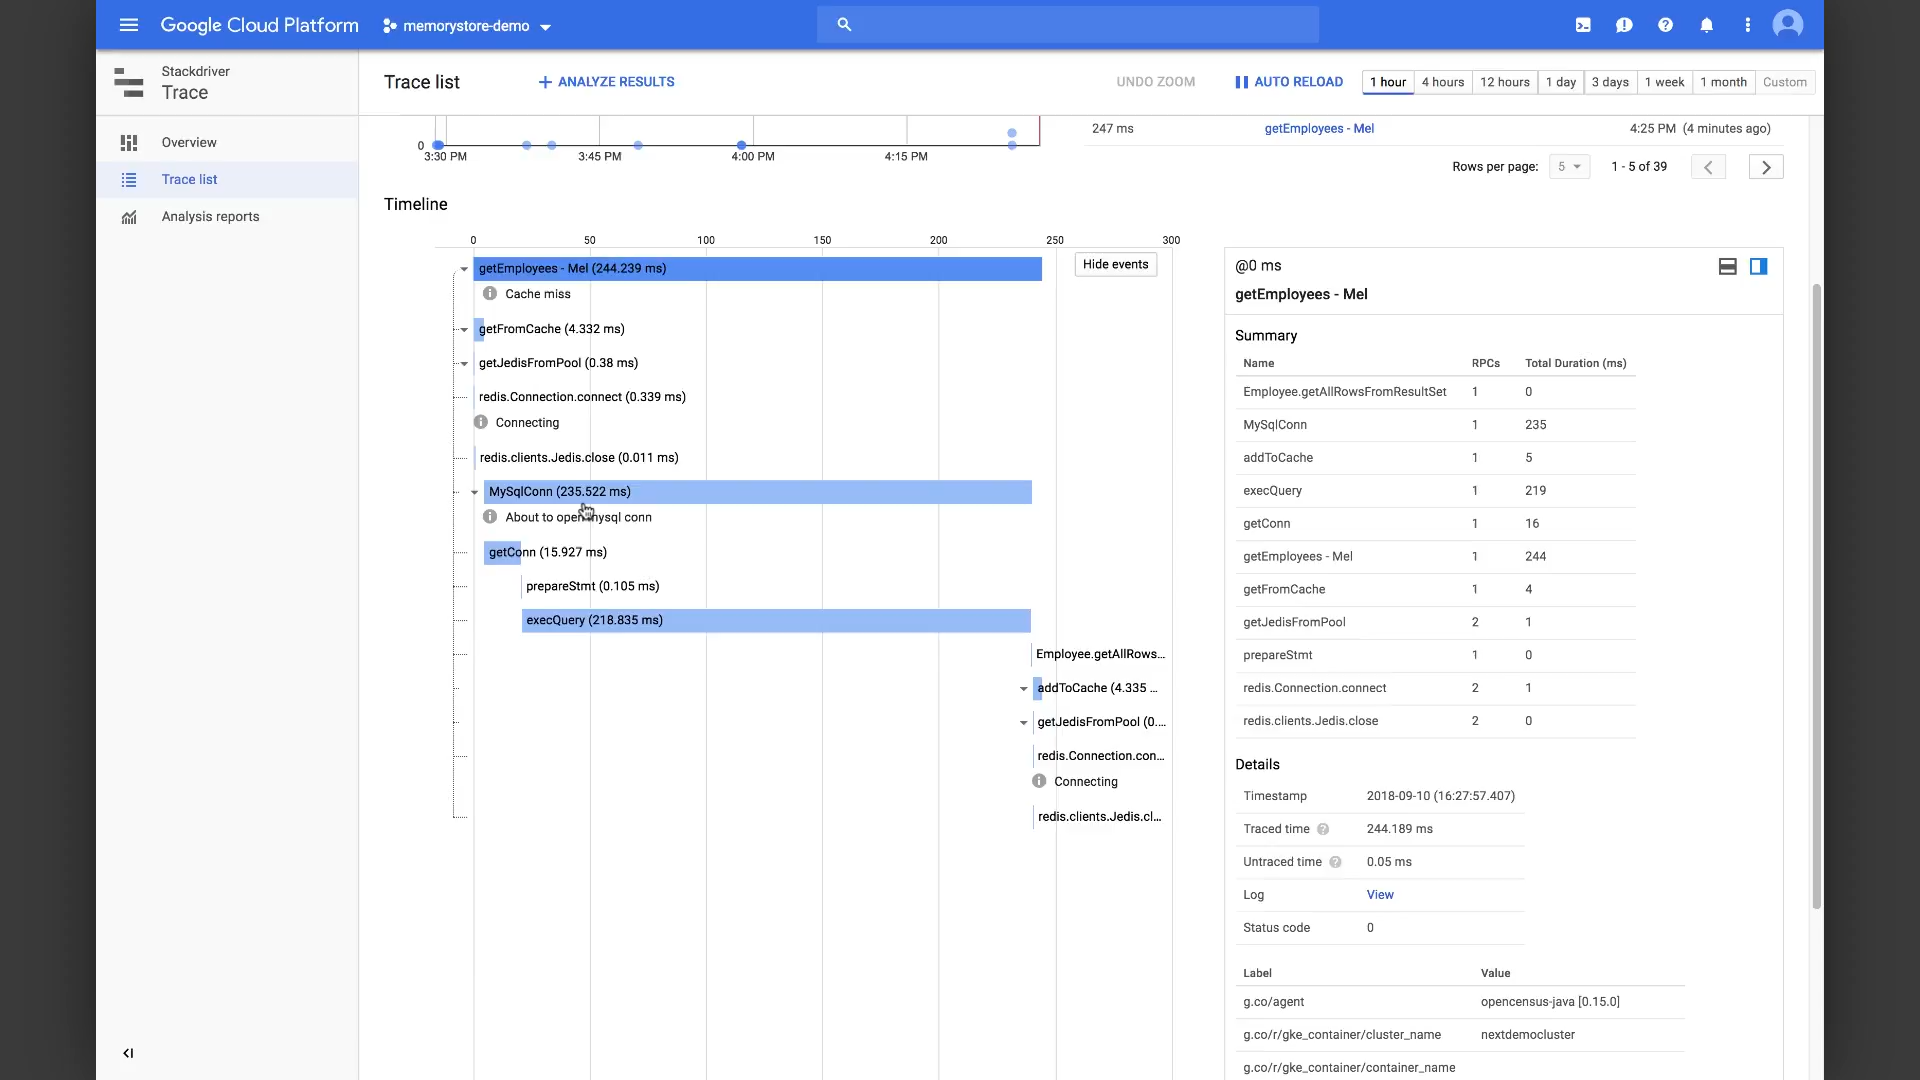 Google Cloud Platform
memorystore-demo
Stackdriver
Trace
Trace list
ANALYZE RESULTS
UNDO ZOOM
AUTO RELOAD
1 hour
4 hours
12 hours
1 day
3 days
1 week
1 month
Custom
Overview
Trace list
Analysis reports
0
3:30 PM
3:45 PM
4:00 PM
4:15 PM
247 ms
getEmployees - Mel
4:25 PM (4 minutes ago)
Rows per page:
5
1 - 5 of 39
Timeline
0
50
100
150
200
250
300
getEmployees - Mel (244.239 ms)
Hide events
Cache miss
getFromCache (4.332 ms)
getJedisFromPool (0.38 ms)
redis.Connection.connect (0.339 ms)
Connecting
redis.clients.Jedis.close (0.011 ms)
MySqlConn (235.522 ms)
About to open mysql conn
getConn (15.927 ms)
prepareStmt (0.105 ms)
execQuery (218.835 ms)
Employee.getAllRows...
addToCache (4.335 ...
getJedisFromPool (0....
redis.Connection.con...
Connecting
redis.clients.Jedis.cl...
@0 ms
getEmployees - Mel
Summary
Name RPCs Total Duration (ms)
Employee.getAllRowsFromResultSet 1 0
MySqlConn 1 235
addToCache 1 5
execQuery 1 219
getConn 1 16
getEmployees - Mel 1 244
getFromCache 1 4
getJedisFromPool 2 1
prepareStmt 1 0
redis.Connection.connect 2 1
redis.clients.Jedis.close 2 0
Details
Timestamp 2018-09-10 (16:27:57.407)
Traced time 244.189 ms
Untraced time 0.05 ms
Log View
Status code 0
Label Value
g.co/agent opencensus-java [0.15.0]
g.co/r/gke_container/cluster_name nextdemocluster
g.co/r/gke_container/container_name